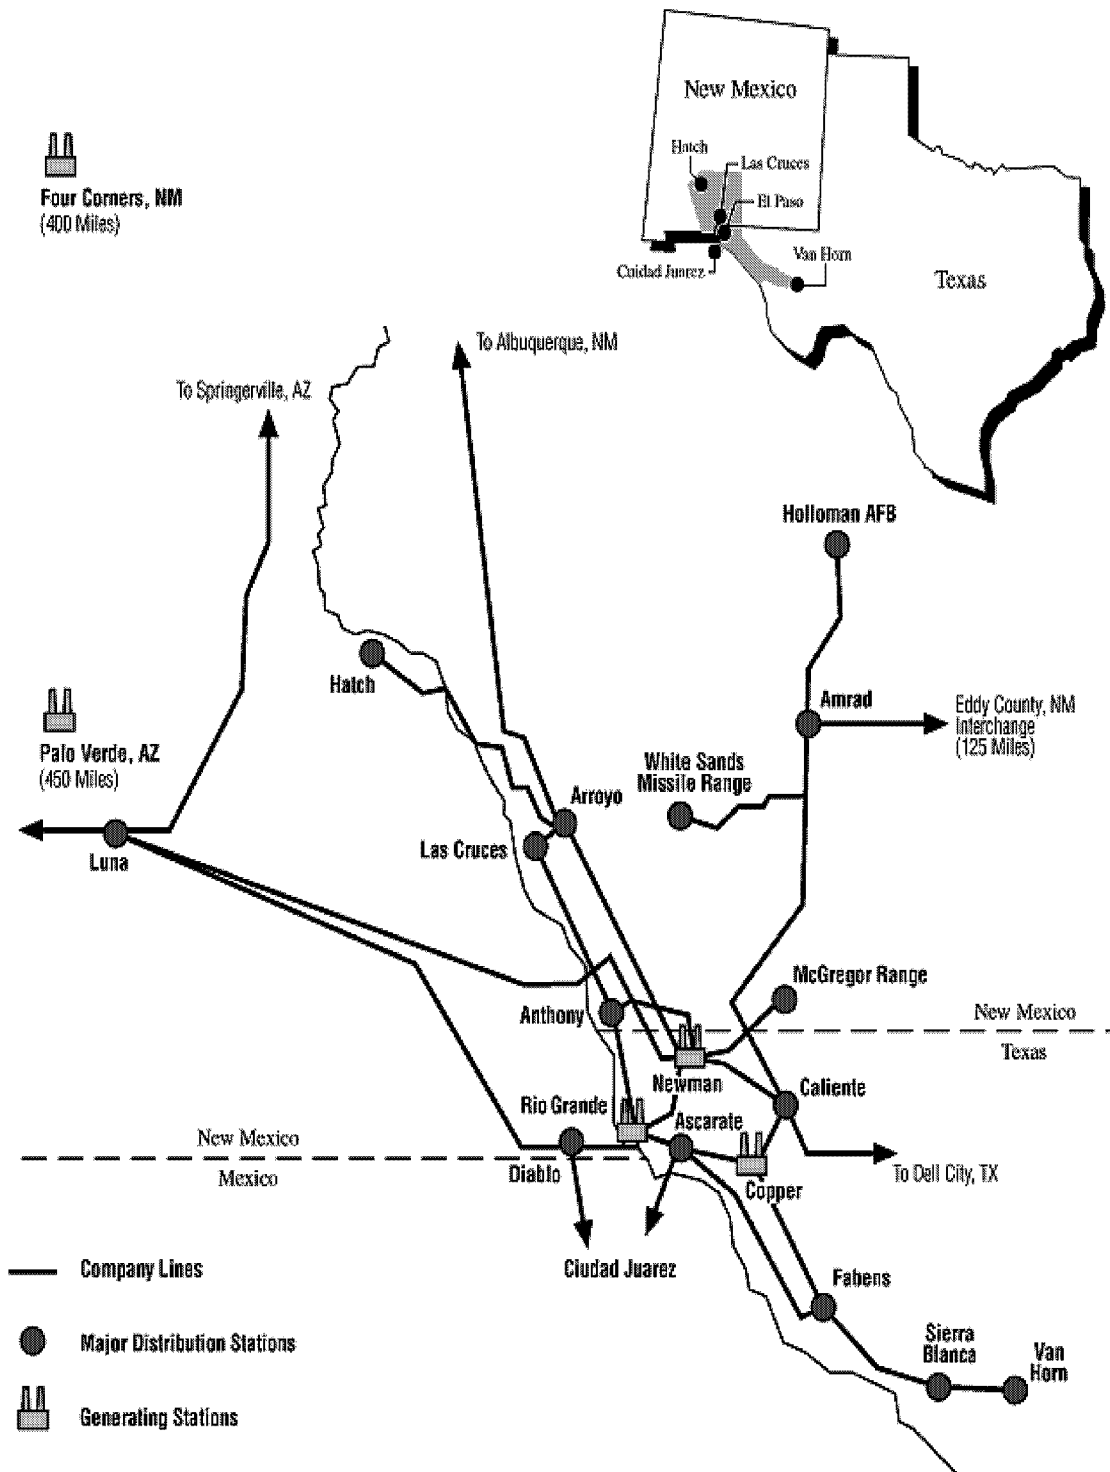 New Mexico
Hatch
Las Cruces
El Paso
Van Horn
Cuidad Juarez
Texas
Four Corners, NM
(400 Miles)
To Albuquerque, NM
To Springerville, AZ
Holloman AFB
Hatch
Amrad
Eddy County, NM
Interchange
(125 Miles)
Palo Verde, AZ
(450 Miles)
White Sands
Missile Range
Arroyo
Las Cruces
Luna
McGregor Range
Anthony
New Mexico
Texas
Newman
Caliente
Rio Grande
Ascarate
New Mexico
Mexico
Diablo
Copper
To Dell City, TX
Ciudad Juarez
Company Lines
Fabens
Major Distribution Stations
Sierra
Blanca
Van
Horn
Generating Stations